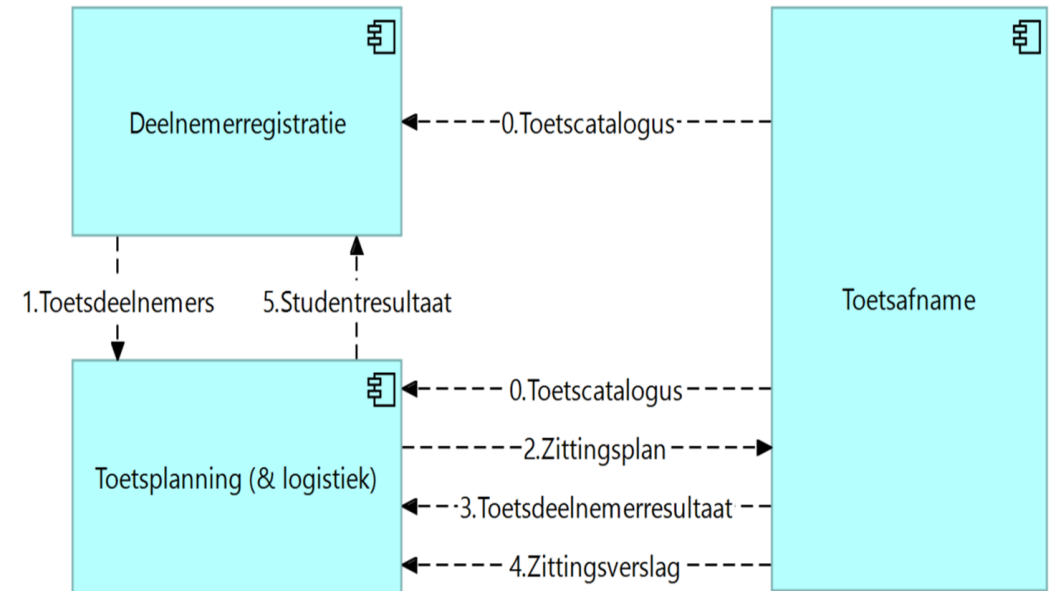 Deelnemerregistratie
0.Toetscatalogus
1.Toetsdeelnemers
5.Studentresultaat
Toetsafname
0.Toetscatalogus
2.Zittingsplan
Toetsplanning (& logistiek)
3.Toetsdeelnemerresultaat
4.Zittingsverslag